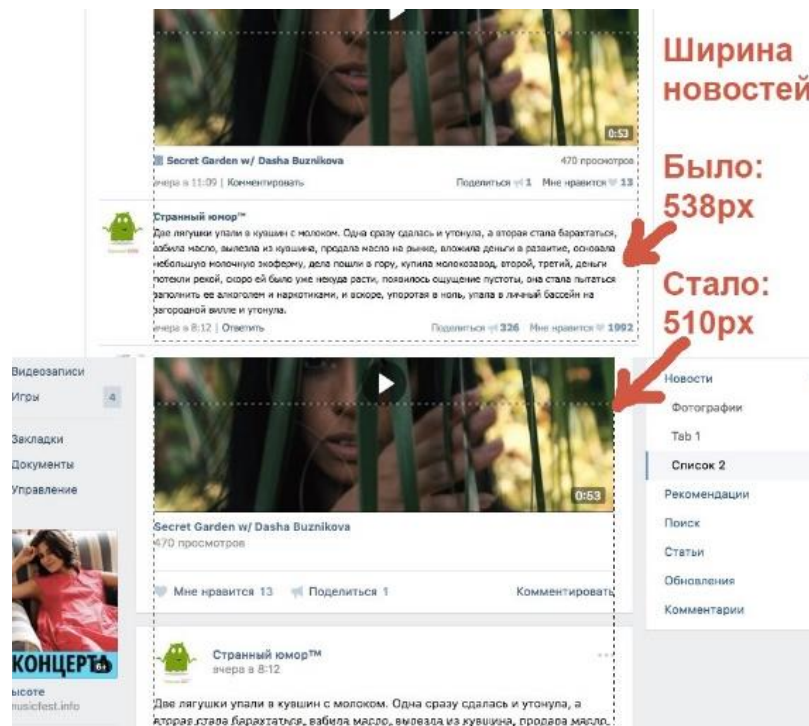 Ширина
новостей
Было:
538px
Стало:
510px
0:53
Secret Garden w/ Dasha Buznikova
470 просмотров
вчера в 11:09 | Комментировать
Поделиться 1 Мне нравится 13
Странный юмор™
Две лягушки упали в кувшин с молоком. Одна сразу сдалась и утонула, а вторая стала барахтаться,
взбила масло, вылезла из кувшина, продала масло на рынке, вложила деньги в развитие, основала
небольшую молочную экоферму, дела пошли в гору, купила молокозавод, второй, третий, деньги
потекли рекой, скоро ей было уже некуда расти, появилось ощущение пустоты, она стала пытаться
заполнить ее алкоголем и наркотиками, и вскоре, упоротая в ноль, упала в личный бассейн на
загородной вилле и утонула.
вчера в 8:12 | Ответить
Поделиться 326 Мне нравится 1992
Видеозаписи
Игры 4
Закладки
Документы
Управление
КОНЦЕРТА
6+
ысоте
musicfest.info
0:53
Secret Garden w/ Dasha Buznikova
470 просмотров
Мне нравится 13 Поделиться 1 Комментировать
Странный юмор™
вчера в 8:12
Две лягушки упали в кувшин с молоком. Одна сразу сдалась и утонула, а
вторая стала барахтаться, взбила масло, вылезла из кувшина, продала масло
Новости
Фотографии
Tab 1
Список 2
Рекомендации
Поиск
Статьи
Обновления
Комментарии